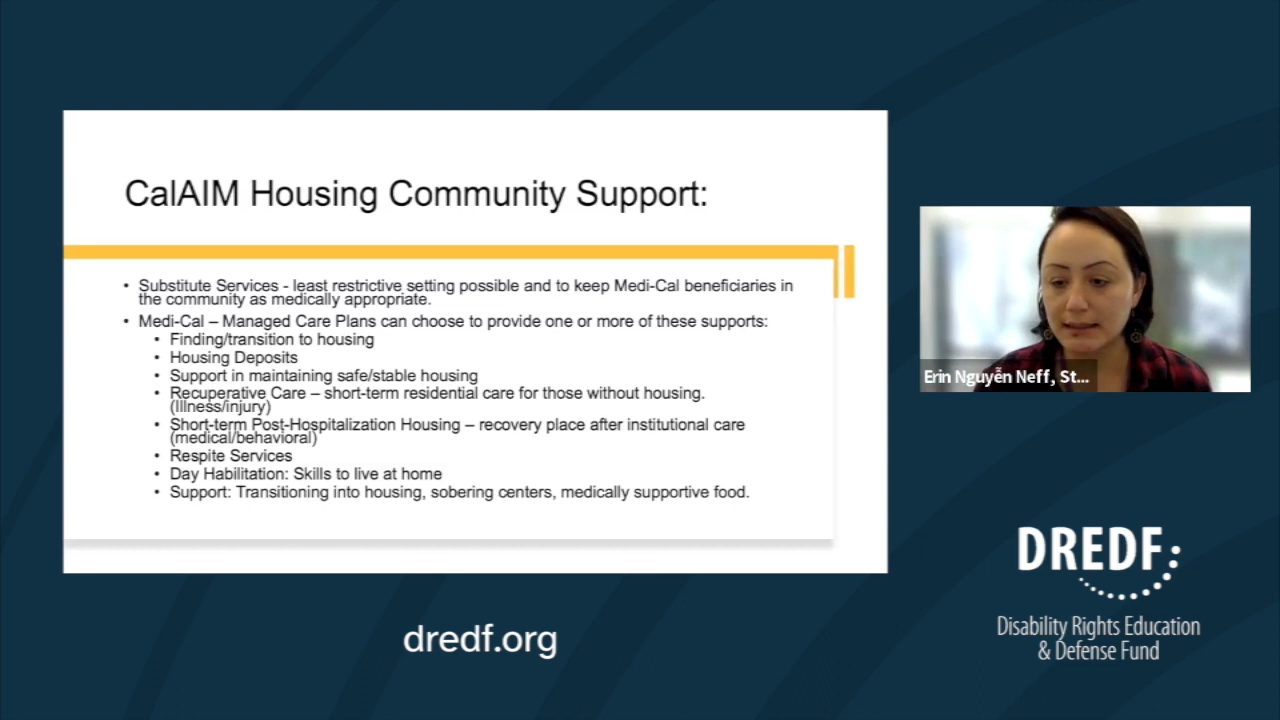 CalAIM Housing Community Support:
• Substitute Services - least restrictive setting possible and to keep Medi-Cal beneficiaries in
the community as medically appropriate.
• Medi-Cal – Managed Care Plans can choose to provide one or more of these supports:
• Finding/transition to housing
• Housing Deposits
• Support in maintaining safe/stable housing
• Recuperative Care – short-term residential care for those without housing.
(Illness/injury)
• Short-term Post-Hospitalization Housing – recovery place after institutional care
(medical/behavioral)
• Respite Services
• Day Habilitation: Skills to live at home
• Support: Transitioning into housing, sobering centers, medically supportive food.
Erin Nguyễn Neff, St...
DREDF
Disability Rights Education
& Defense Fund
dredf.org